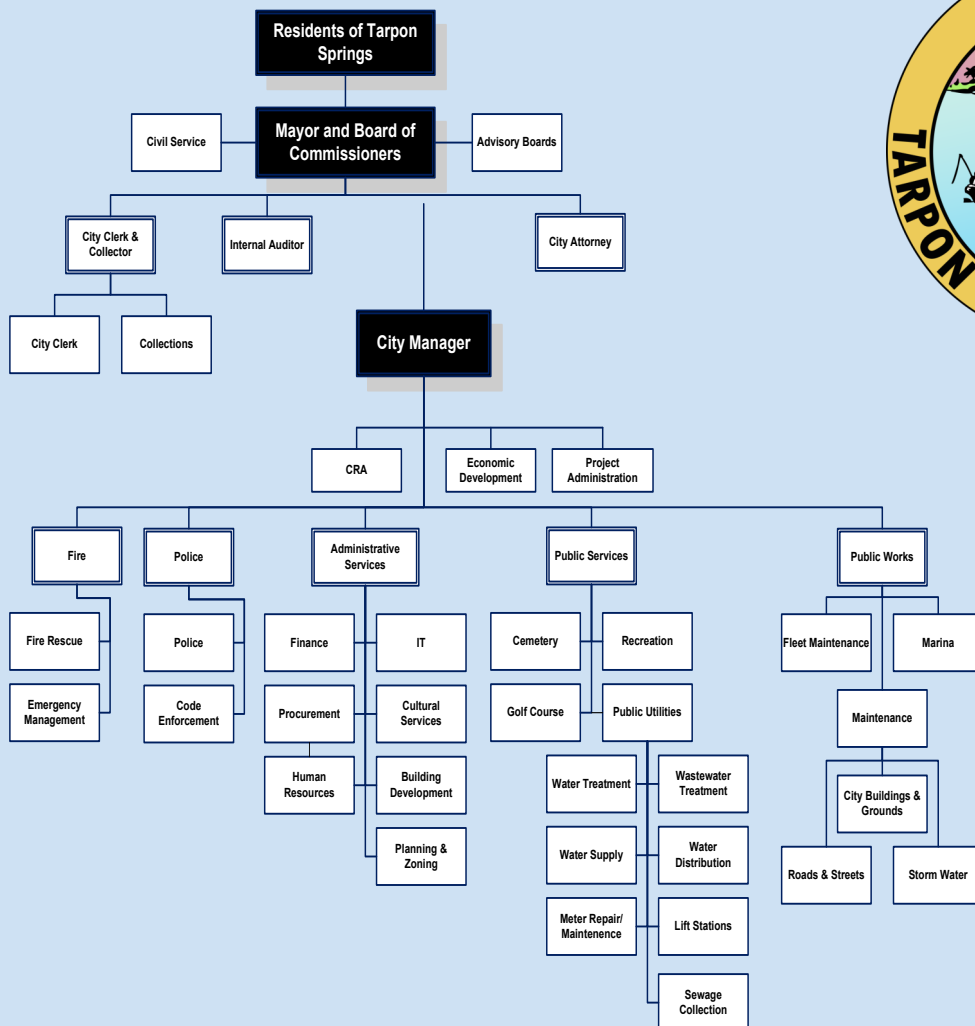 Residents of Tarpon
Springs
Mayor and Board of
Commissioners
Civil Service
Advisory Boards
TARPON
City Clerk &
Collector
Internal Auditor
City Attorney
City Clerk
Collections
City Manager
CRA
Economic
Development
Project
Administration
Fire
Police
Administrative
Services
Public Services
Public Works
Fire Rescue
Police
Finance
IT
Cemetery
Recreation
Fleet Maintenance
Marina
Emergency
Management
Code
Enforcement
Procurement
Cultural
Services
Golf Course
Public Utilities
Maintenance
Human
Resources
Building
Development
Water Treatment
Wastewater
Treatment
City Buildings &
Grounds
Planning &
Zoning
Water Supply
Water
Distribution
Roads & Streets
Storm Water
Meter Repair/
Maintenence
Lift Stations
Sewage
Collection